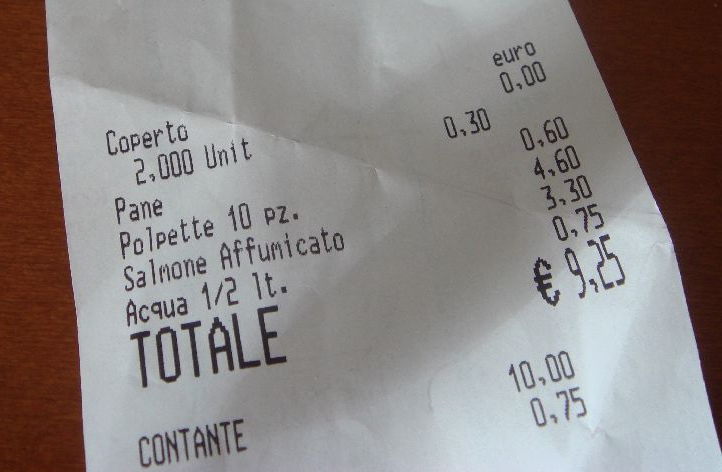 euro
Coperto 0,00
2,000 Unit 0,30
Pane 0,60
Polpette 10 pz. 4,60
Salmone Affumicato 3,30
Acqua 1/2 lt. 0,75
TOTALE € 9,25
CONTANTE 10,00
0,75